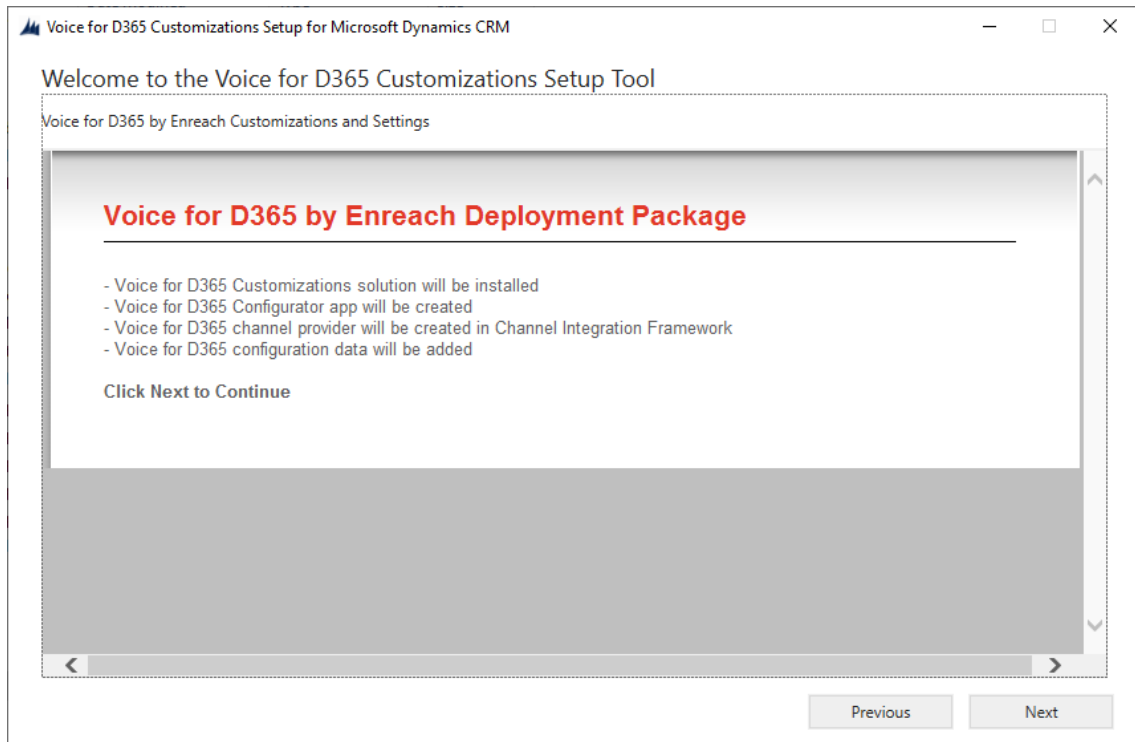 Voice for D365 Customizations Setup for Microsoft Dynamics CRM
Welcome to the Voice for D365 Customizations Setup Tool
Voice for D365 by Enreach Customizations and Settings
Voice for D365 by Enreach Deployment Package
- Voice for D365 Customizations solution will be installed
- Voice for D365 Configurator app will be created
- Voice for D365 channel provider will be created in Channel Integration Framework
- Voice for D365 configuration data will be added
Click Next to Continue
Previous
Next